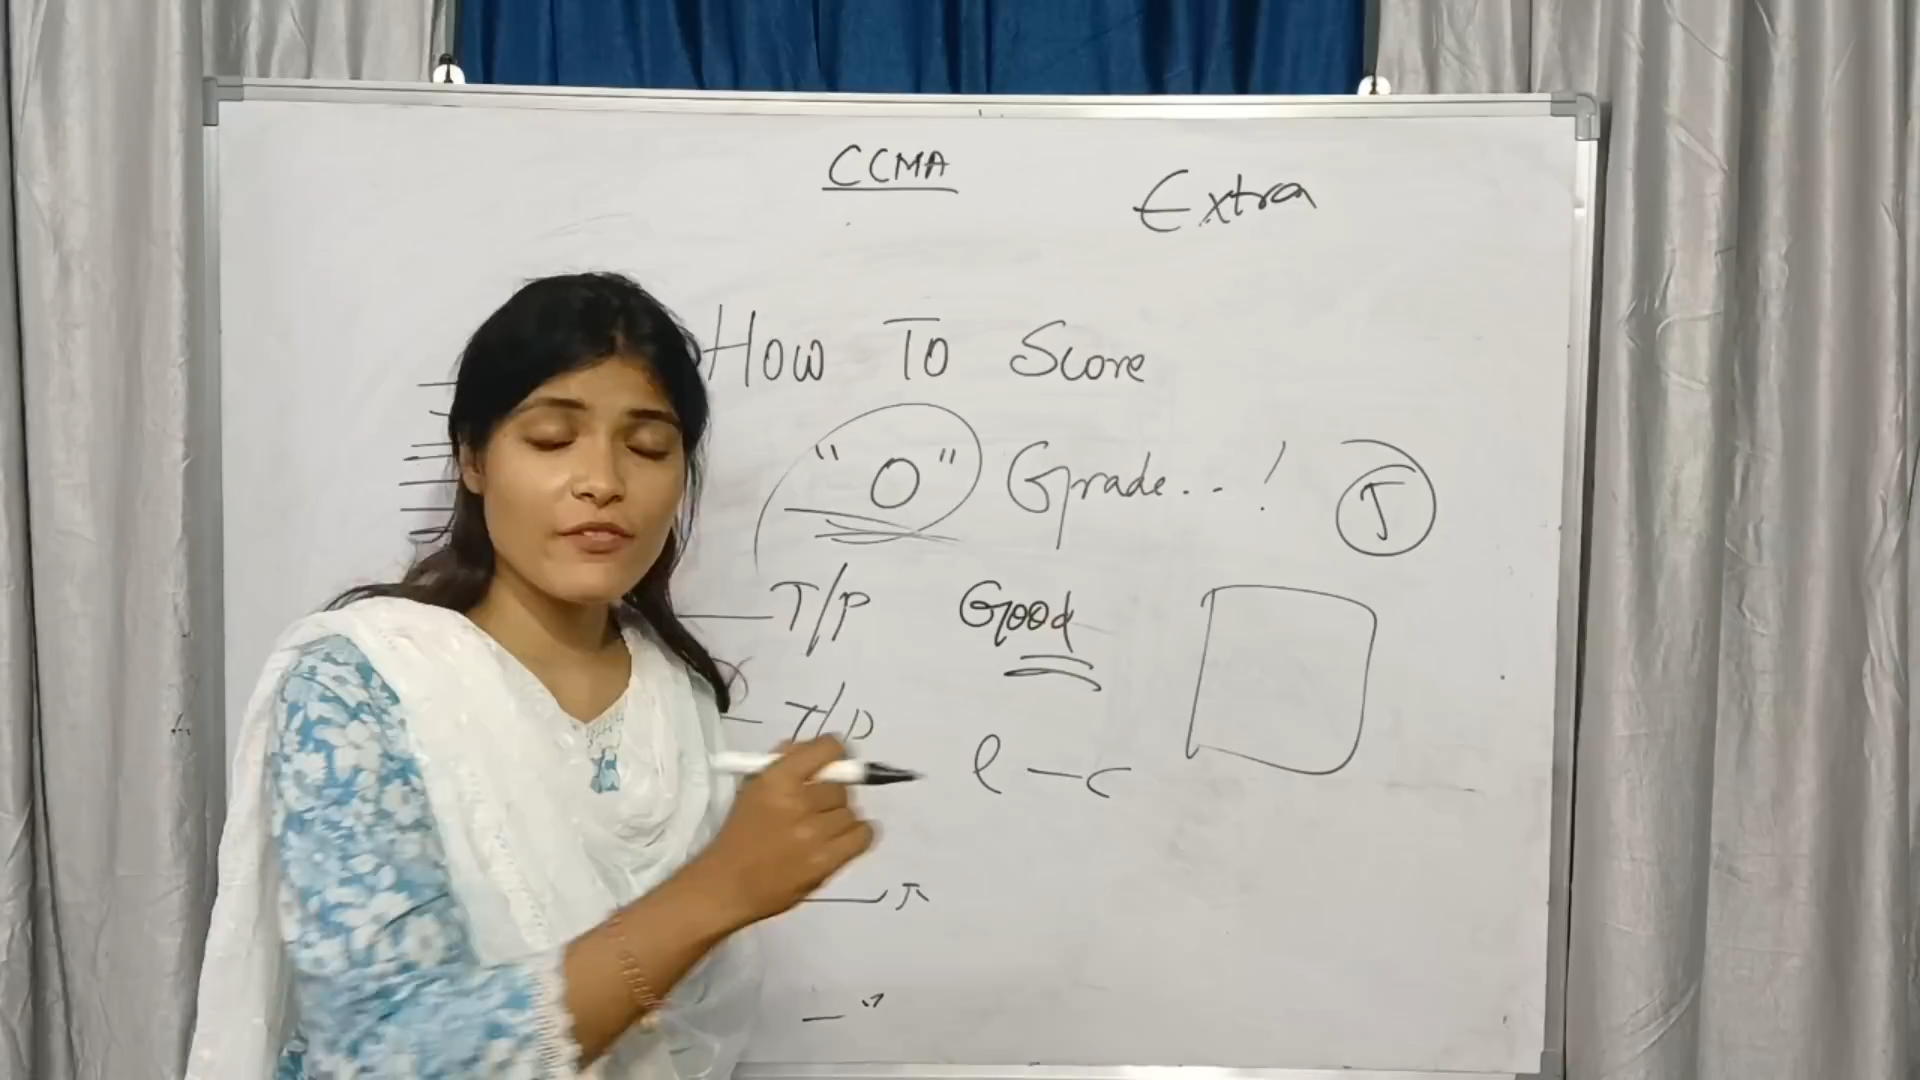 CCMA
Extra
How To Score
"O" Grade...!
T/P Good
T/P